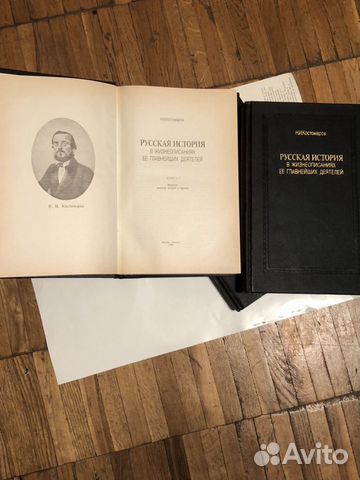 Н.И.Костомаров
РУССКАЯ ИСТОРИЯ
В ЖИЗНЕОПИСАНИЯХ
ЕЕ ГЛАВНЕЙШИХ ДЕЯТЕЛЕЙ
Н. И. Костомаров
Н.И.Костомаров
РУССКАЯ ИСТОРИЯ
В ЖИЗНЕОПИСАНИЯХ
ЕЕ ГЛАВНЕЙШИХ ДЕЯТЕЛЕЙ
Avito